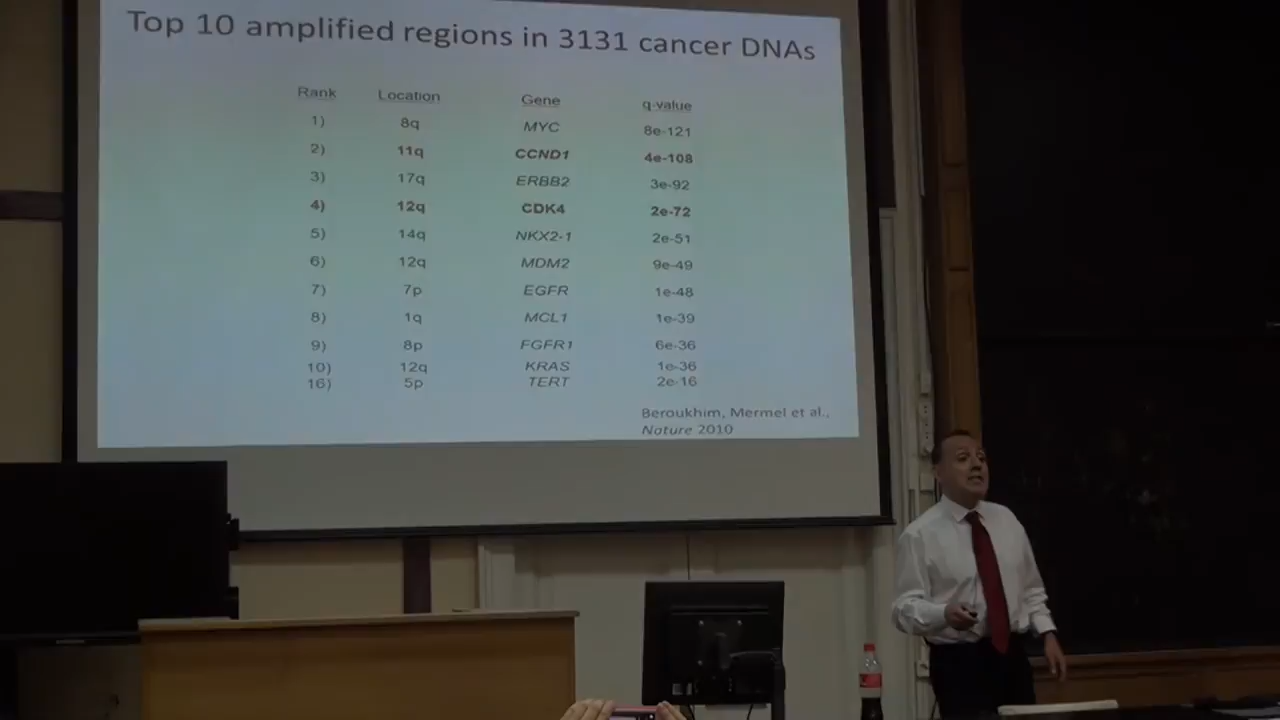 Top 10 amplified regions in 3131 cancer DNAs
Rank Location Gene q-value
1) 8q MYC 8e-121
2) 11q CCND1 4e-108
3) 17q ERBB2 3e-92
4) 12q CDK4 2e-72
5) 14q NKX2-1 2e-51
6) 12q MDM2 9e-49
7) 7p EGFR 1e-48
8) 1q MCL1 1e-39
9) 8p FGFR1 6e-36
10) 12q KRAS 1e-36
16) 5p TERT 2e-16
Beroukhim, Mermel et al.,
Nature 2010